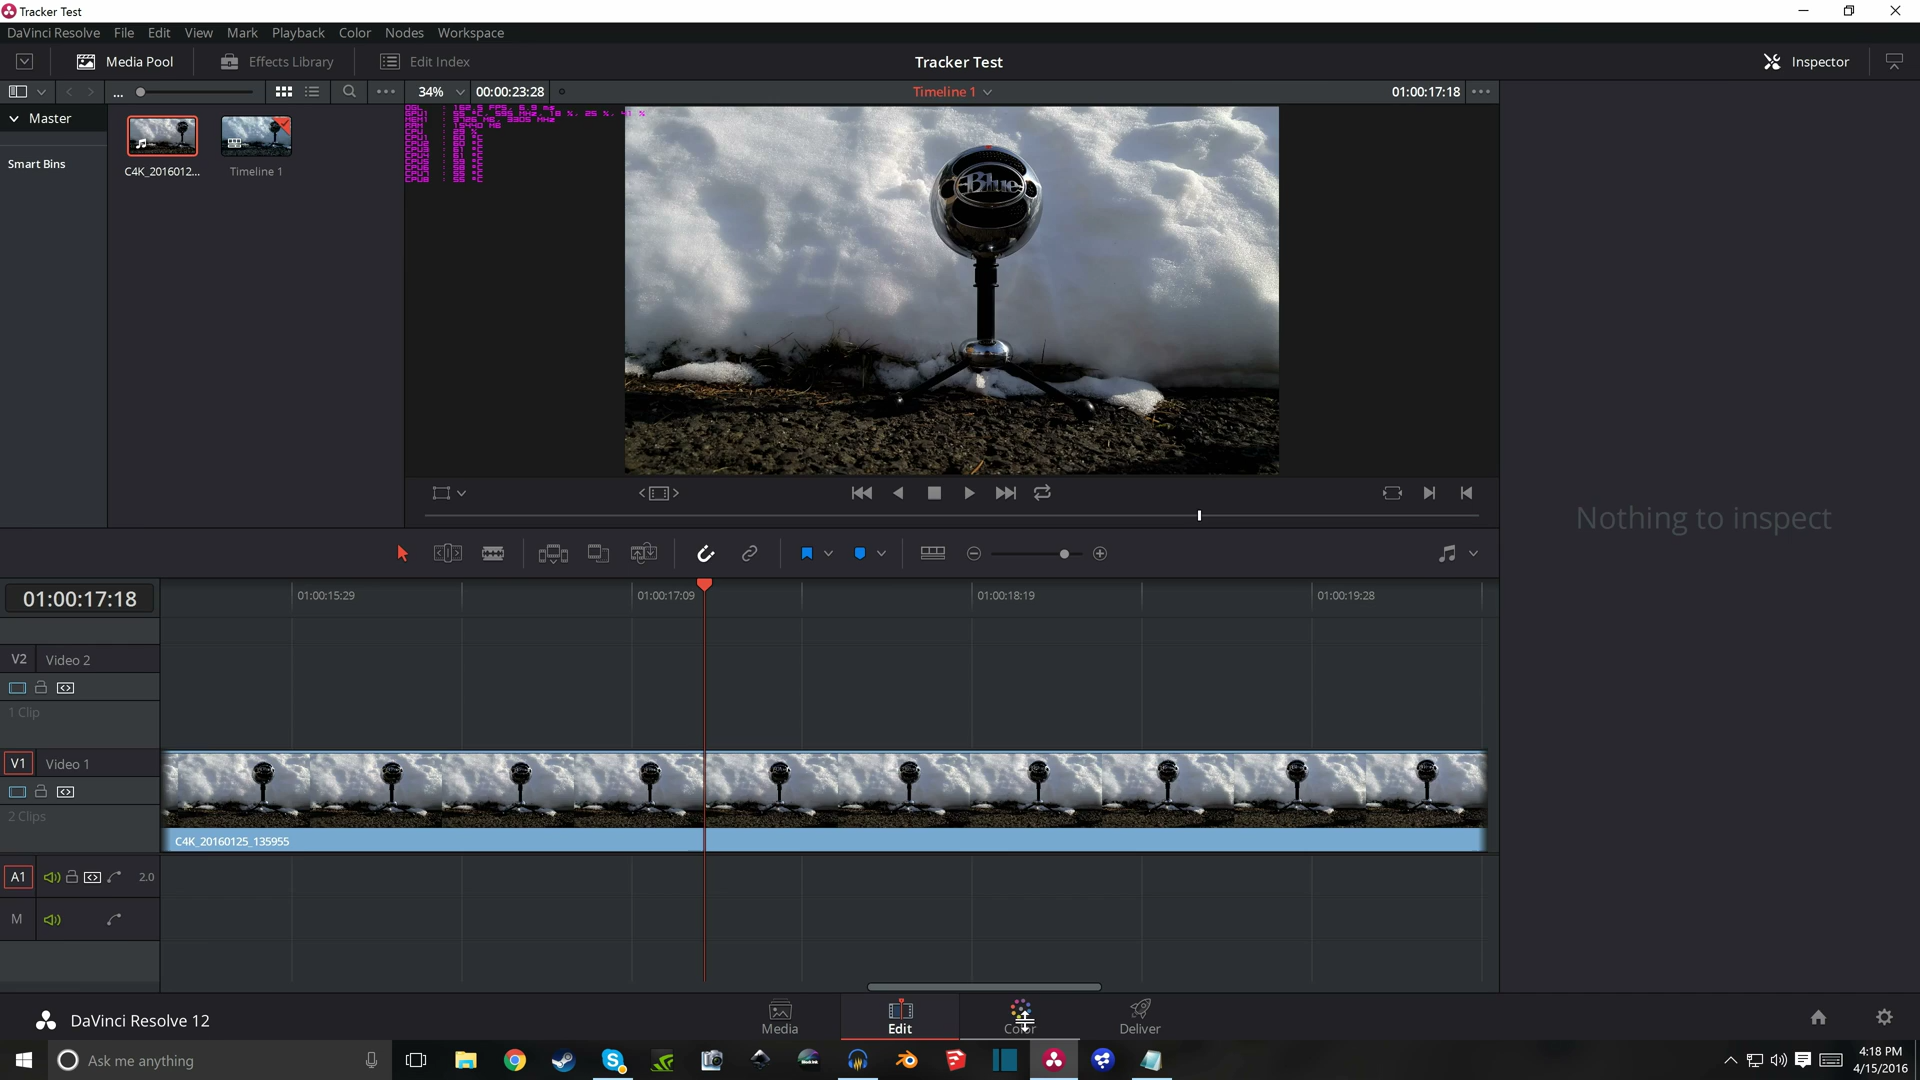 Tracker Test
DaVinci Resolve File Edit View Mark Playback Color Nodes Workspace
Media Pool Effects Library Edit Index Tracker Test Inspector
... 34% 00:00:23:28 Timeline 1 01:00:17:18
Master
Smart Bins
C4K_2016012... Timeline 1
Blue
Nothing to inspect
01:00:17:18 01:00:15:29 01:00:17:09 01:00:18:19 01:00:19:28
V2 Video 2
1 Clip
V1 Video 1
2 Clips
C4K_20160125_135955
A1 2.0
M
DaVinci Resolve 12 Media Edit Color Deliver
Ask me anything
4:18 PM
4/15/2016